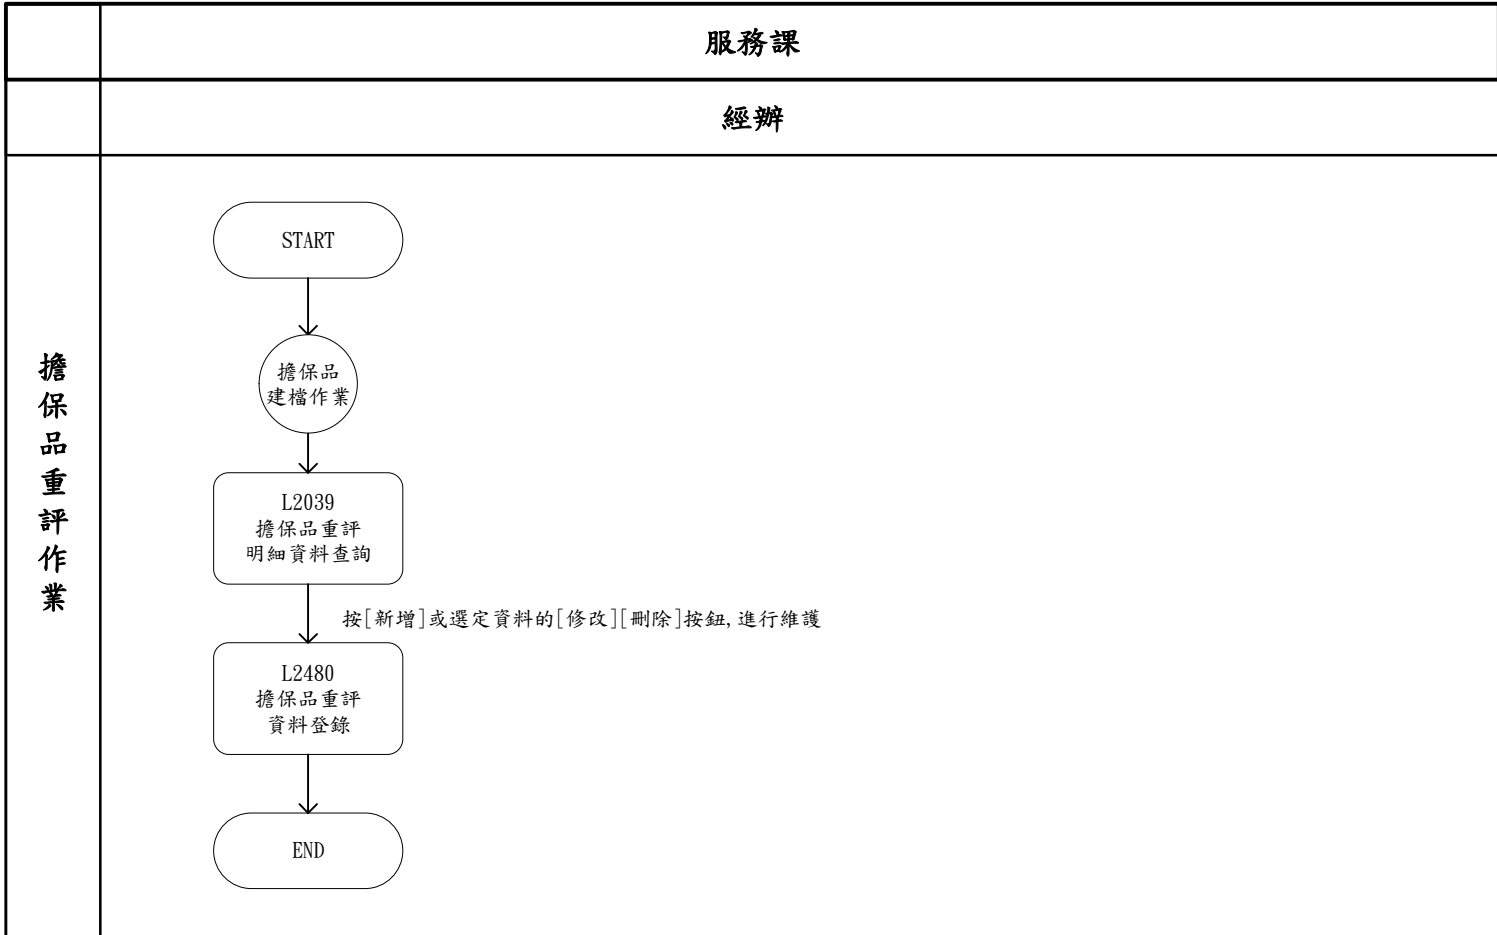 服務課
經辦
擔保品重評作業
START
擔保品
建檔作業
L2039
擔保品重評
明細資料查詢
按[新增]或選定資料的[修改][刪除]按鈕,進行維護
L2480
擔保品重評
資料登錄
END